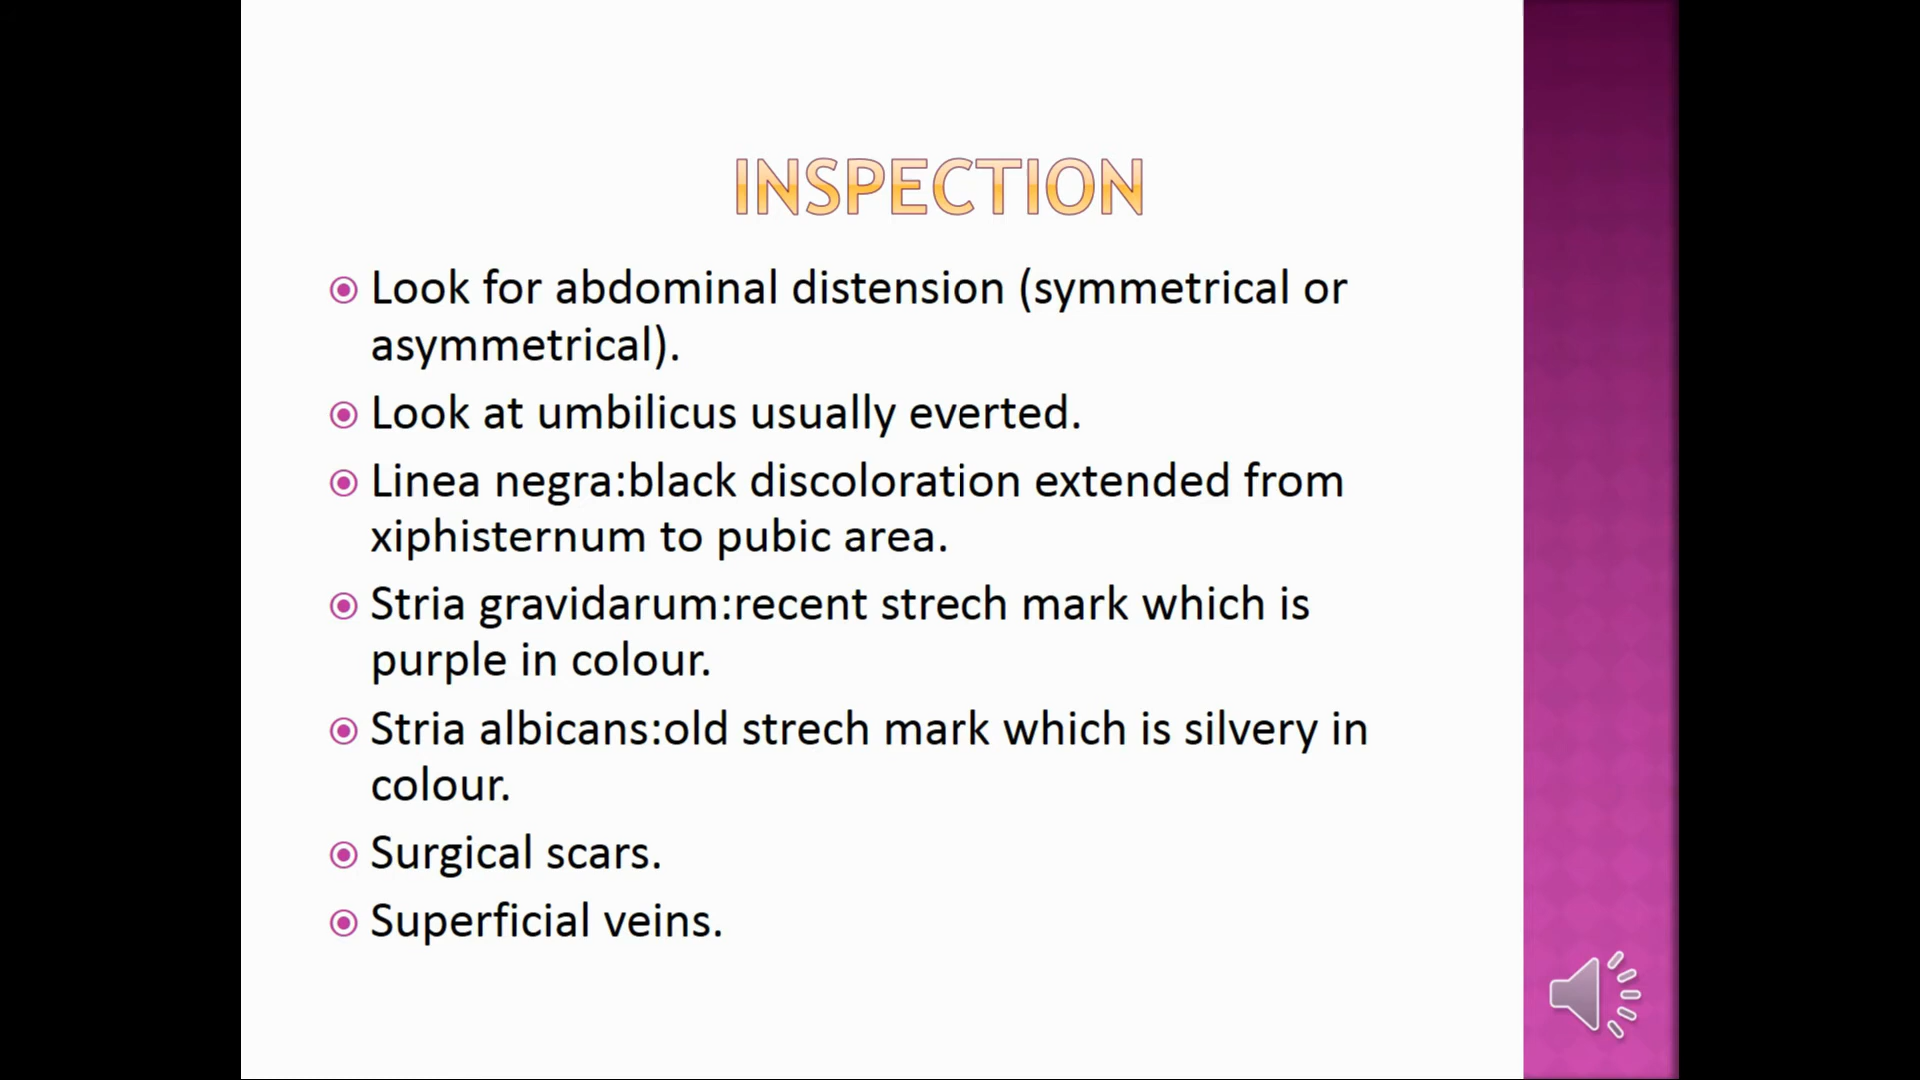 INSPECTION
Look for abdominal distension (symmetrical or
asymmetrical).
Look at umbilicus usually everted.
Linea negra:black discoloration extended from
xiphisternum to pubic area.
Stria gravidarum:recent strech mark which is
purple in colour.
Stria albicans:old strech mark which is silvery in
colour.
Surgical scars.
Superficial veins.